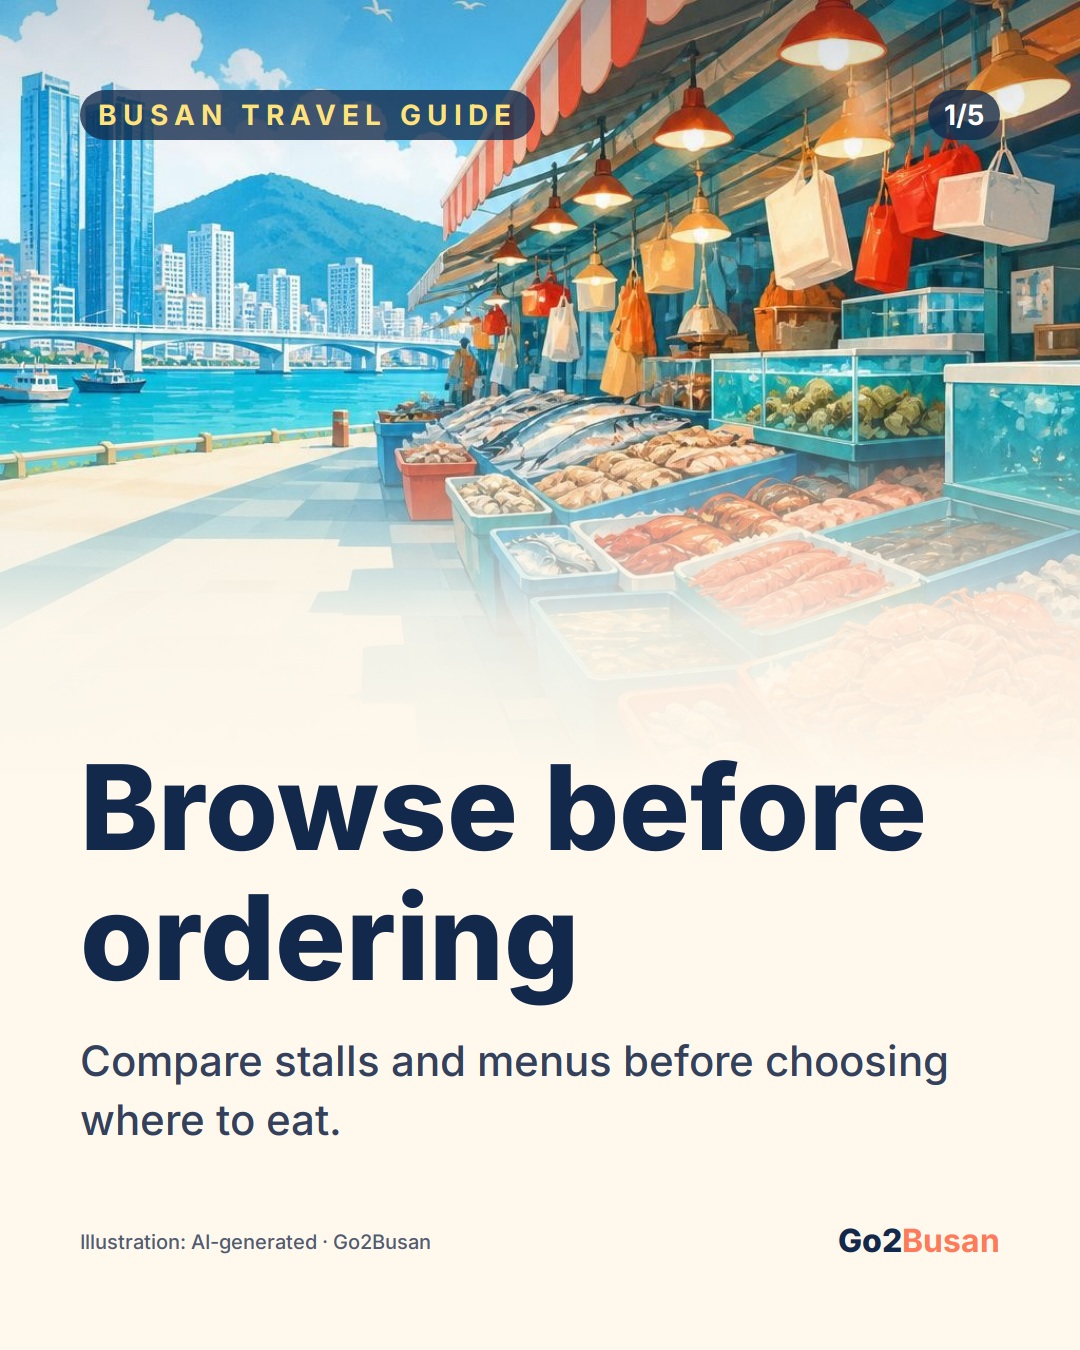 BUSAN TRAVEL GUIDE
1/5
Browse before
ordering
Compare stalls and menus before choosing
where to eat.
Illustration: AI-generated · Go2Busan
Go2Busan